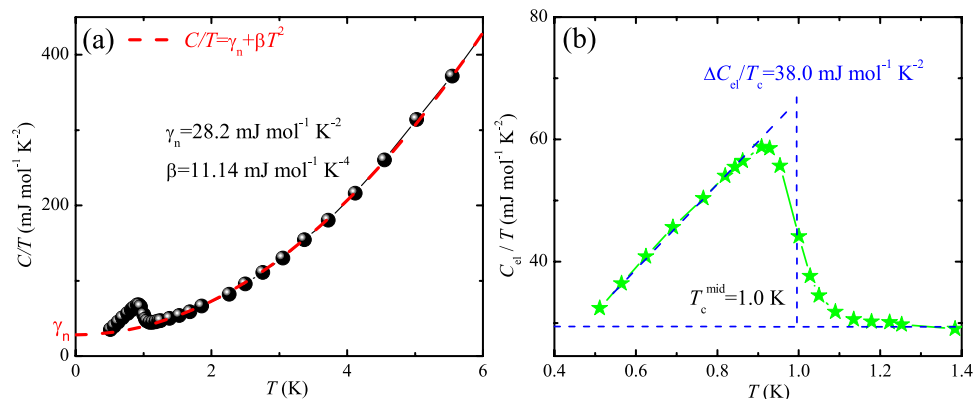 (a)
C/T=γn+βT²
γn=28.2 mJ mol⁻¹ K⁻²
β=11.14 mJ mol⁻¹ K⁻⁴
C/T (mJ mol⁻¹ K⁻²)
400
200
γn
0
0 2 4 6
T (K)
(b)
ΔCel/Tc=38.0 mJ mol⁻¹ K⁻²
Tc^mid=1.0 K
Cel / T (mJ mol⁻¹ K⁻²)
80
60
40
0.4 0.6 0.8 1.0 1.2 1.4
T (K)